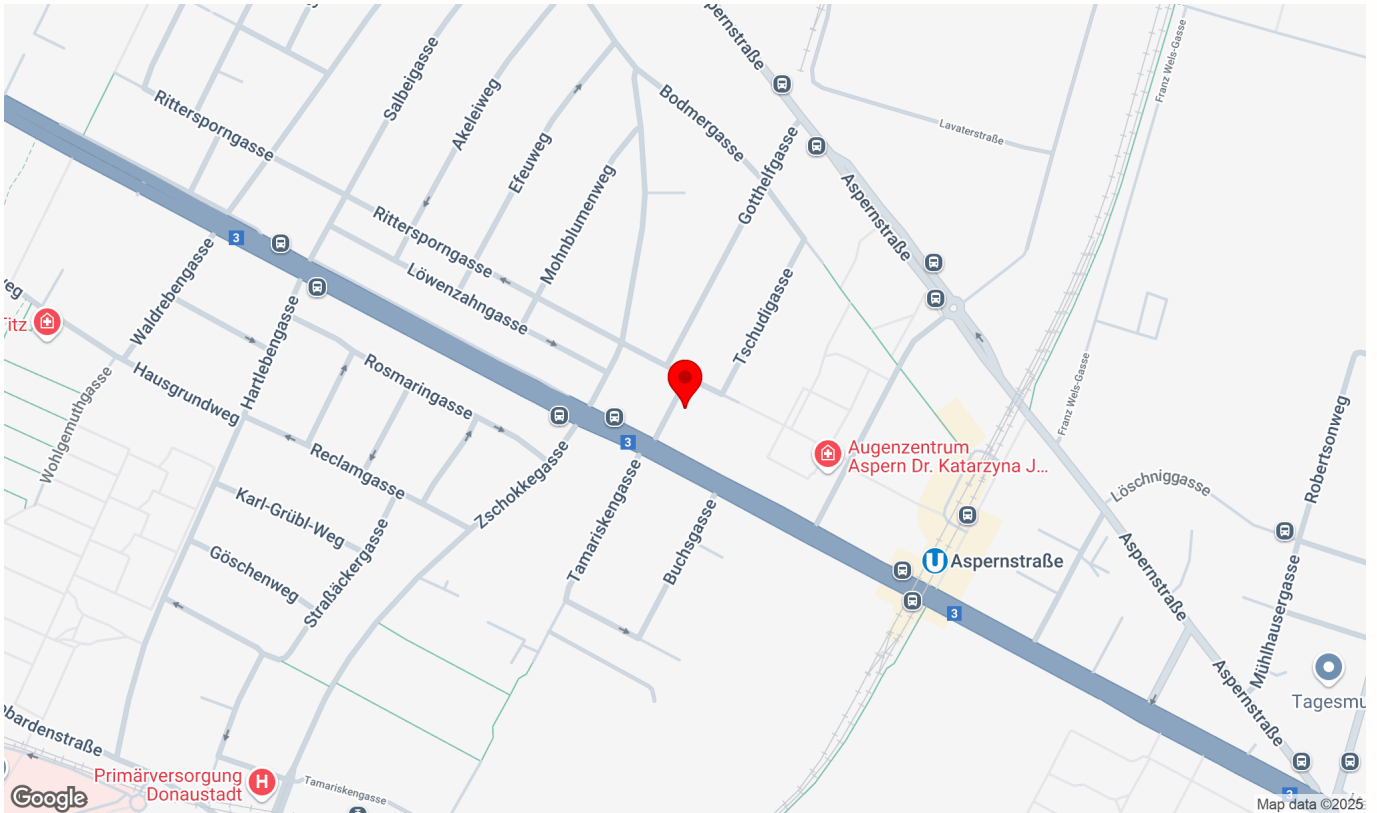 Aspernstraße
Franz Wels-Gasse
Salbeigasse
Akeleiweg
Rittersporngasse
Bodmergasse
Lavaterstraße
Efeuweg
Gotthelfgasse
Mohnblumenweg
Aspernstraße
Rittersporngasse
3
Waldrebengasse
Löwenzahngasse
Tschudigasse
Hartlebengasse
Franz Wels-Gasse
Hausgrundweg
Rosmaringasse
Wohlgemuthgasse
Robertsonweg
3
Augenzentrum
Aspern Dr. Katarzyna J...
Reclamgasse
Zschokkegasse
Löschniggasse
Karl-Grübl-Weg
Tamariskengasse
Buchsgasse
U
Aspernstraße
Aspernstraße
Göschenweg
Straßäckergasse
3
Mühlhausergasse
Aspernstraße
Tagesmu
bardenstraße
Primärversorgung
Donaustadt
H
Tamariskengasse
3
Google
Map data ©2025